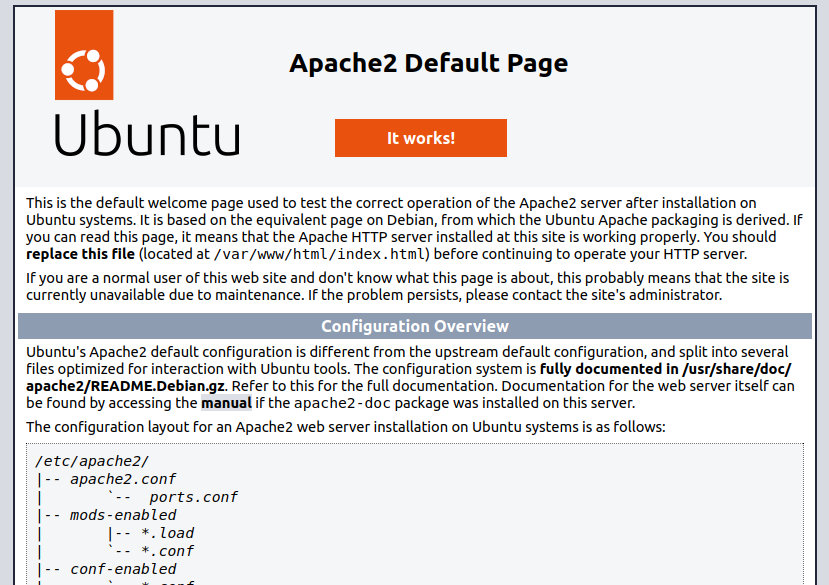 Apache2 Default Page
Ubuntu
It works!
This is the default welcome page used to test the correct operation of the Apache2 server after installation on
Ubuntu systems. It is based on the equivalent page on Debian, from which the Ubuntu Apache packaging is derived. If
you can read this page, it means that the Apache HTTP server installed at this site is working properly. You should
replace this file (located at /var/www/html/index.html) before continuing to operate your HTTP server.
If you are a normal user of this web site and don't know what this page is about, this probably means that the site is
currently unavailable due to maintenance. If the problem persists, please contact the site's administrator.
Configuration Overview
Ubuntu's Apache2 default configuration is different from the upstream default configuration, and split into several
files optimized for interaction with Ubuntu tools. The configuration system is fully documented in /usr/share/doc/
apache2/README.Debian.gz. Refer to this for the full documentation. Documentation for the web server itself can
be found by accessing the manual if the apache2-doc package was installed on this server.
The configuration layout for an Apache2 web server installation on Ubuntu systems is as follows:
/etc/apache2/
|-- apache2.conf
|       `--  ports.conf
|-- mods-enabled
|       |-- *.load
|       `-- *.conf
|-- conf-enabled
|       `-- *.conf